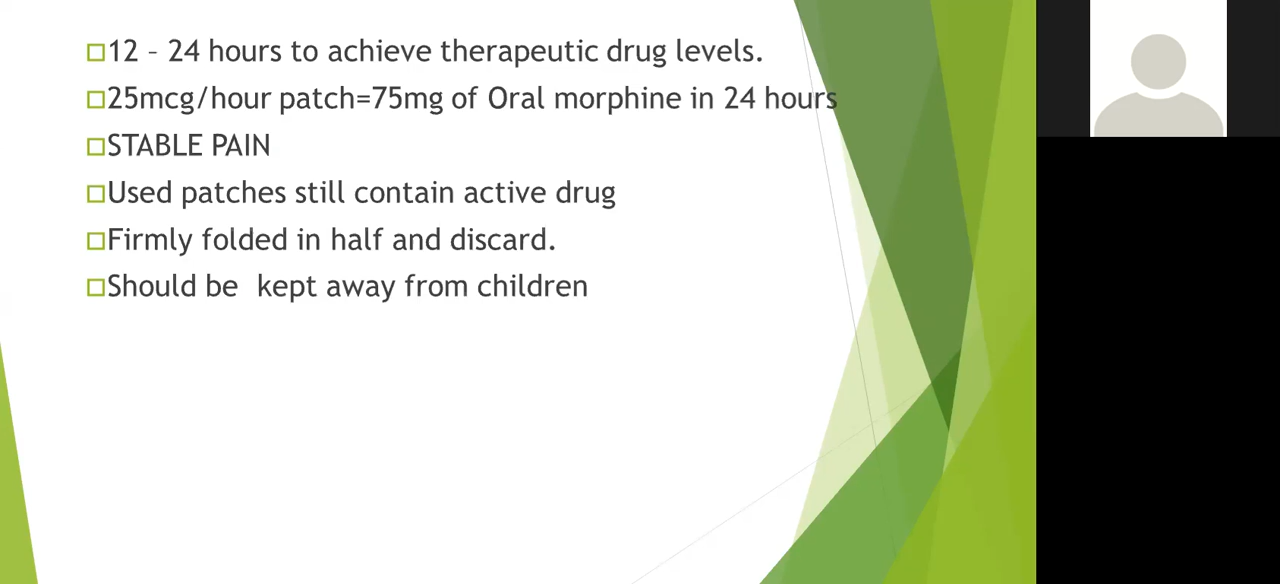 12 – 24 hours to achieve therapeutic drug levels.
25mcg/hour patch=75mg of Oral morphine in 24 hours
STABLE PAIN
Used patches still contain active drug
Firmly folded in half and discard.
Should be  kept away from children